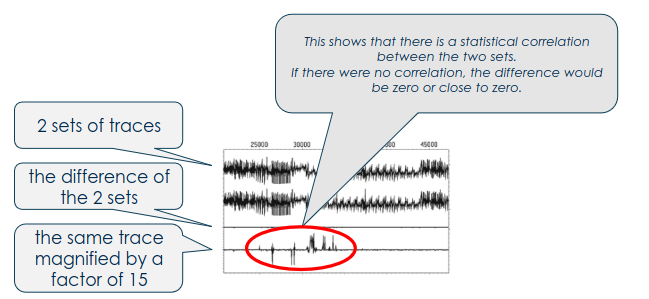 This shows that there is a statistical correlation
between the two sets.
If there were no correlation, the difference would
be zero or close to zero.
2 sets of traces
25000 30000 45000
the difference of
the 2 sets
the same trace
magnified by a
factor of 15